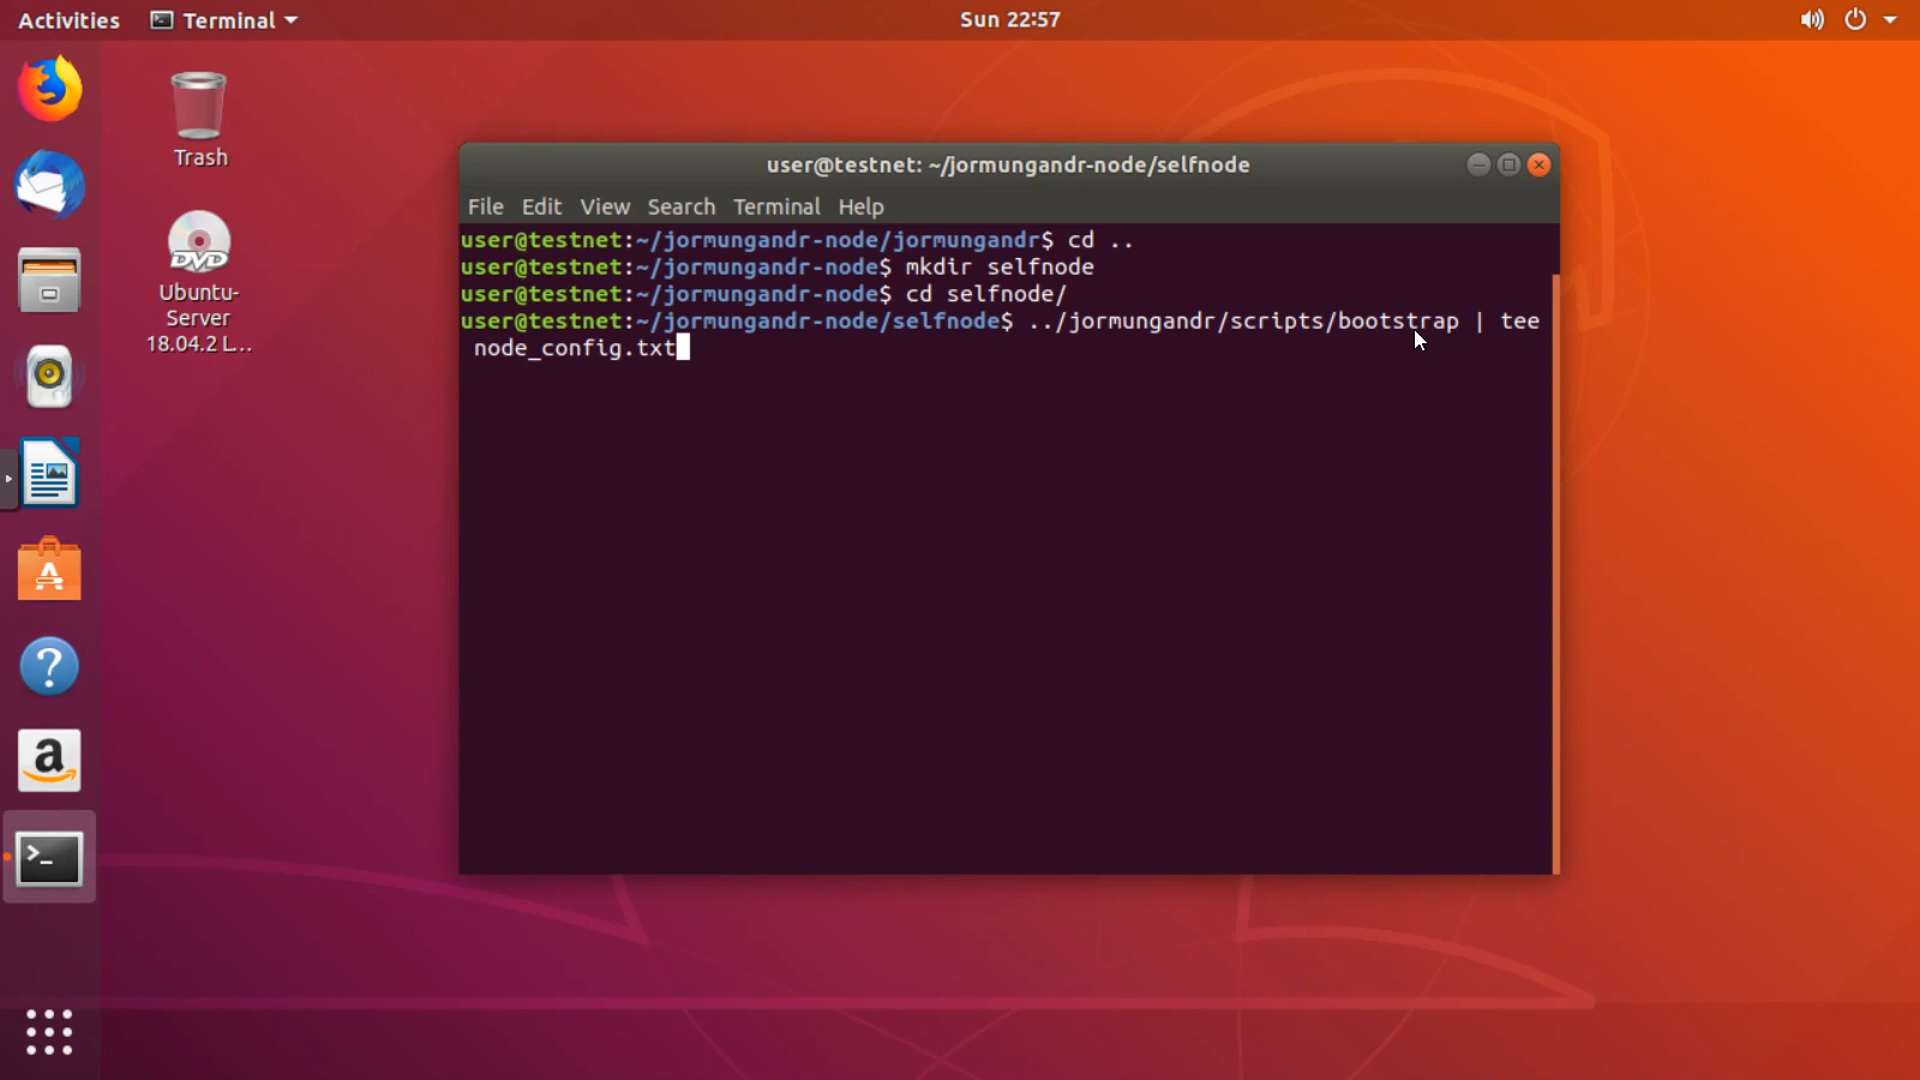 Activities Terminal Sun 22:57
Trash
Ubuntu-
Server
18.04.2 L...
user@testnet: ~/jormungandr-node/selfnode
File Edit View Search Terminal Help
user@testnet:~/jormungandr-node/jormungandr$ cd ..
user@testnet:~/jormungandr-node$ mkdir selfnode
user@testnet:~/jormungandr-node$ cd selfnode/
user@testnet:~/jormungandr-node/selfnode$ ../jormungandr/scripts/bootstrap | tee
node_config.txt